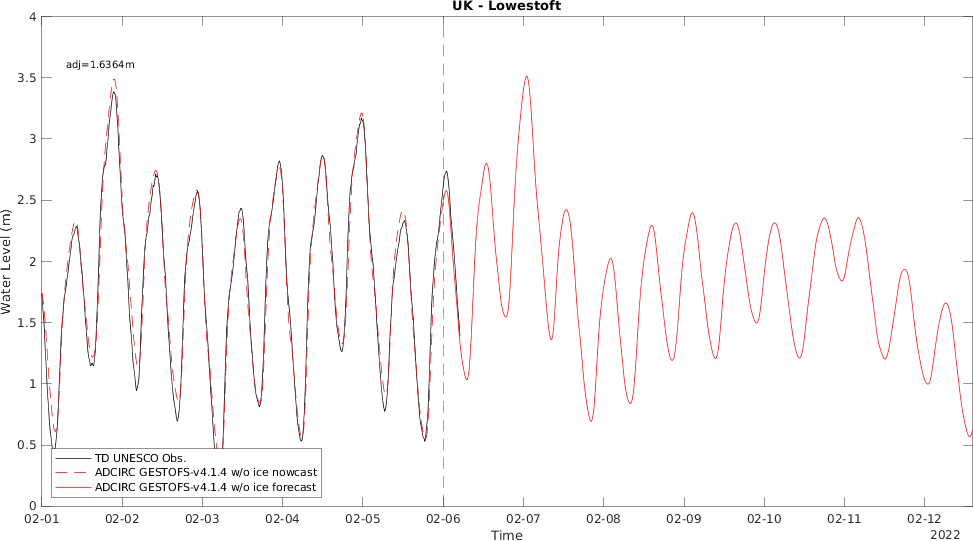 UK - Lowestoft
adj=1.6364m
Water Level (m)
4
3.5
3
2.5
2
1.5
1
0.5
0
TD UNESCO Obs.
ADCIRC GESTOFS-v4.1.4 w/o ice nowcast
ADCIRC GESTOFS-v4.1.4 w/o ice forecast
02-01 02-02 02-03 02-04 02-05 02-06 02-07 02-08 02-09 02-10 02-11 02-12
Time
2022